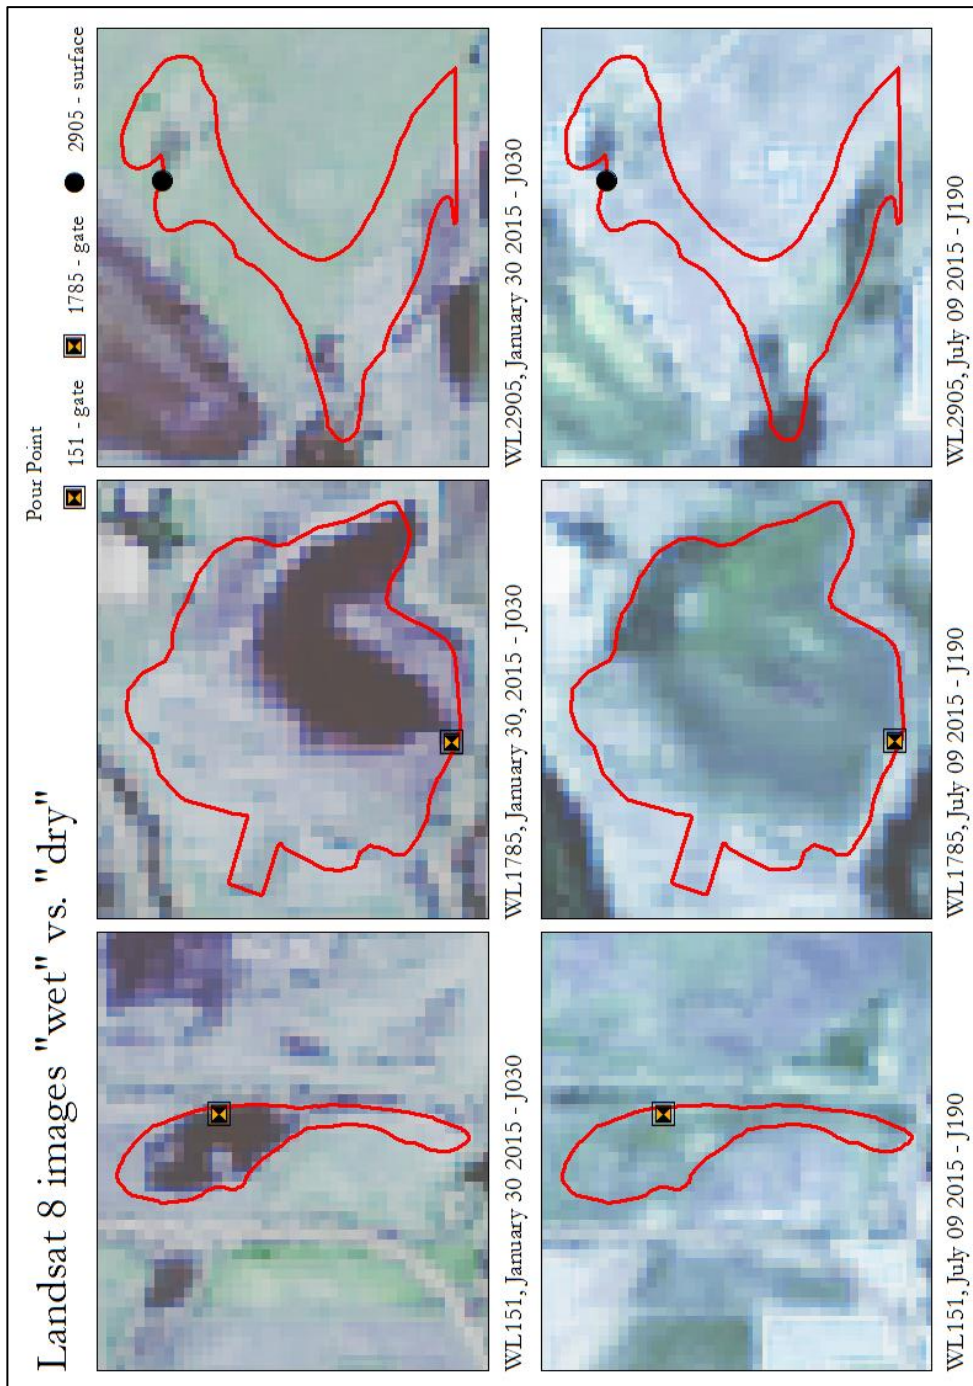 Landsat 8 images "wet" vs. "dry"
Pour Point
151 - gate 1785 - gate 2905 - surface
WL151, January 30 2015 - J030
WL1785, January 30, 2015 - J030
WL2905, January 30 2015 - J030
WL151, July 09 2015 - J190
WL1785, July 09 2015 - J190
WL2905, July 09 2015 - J190